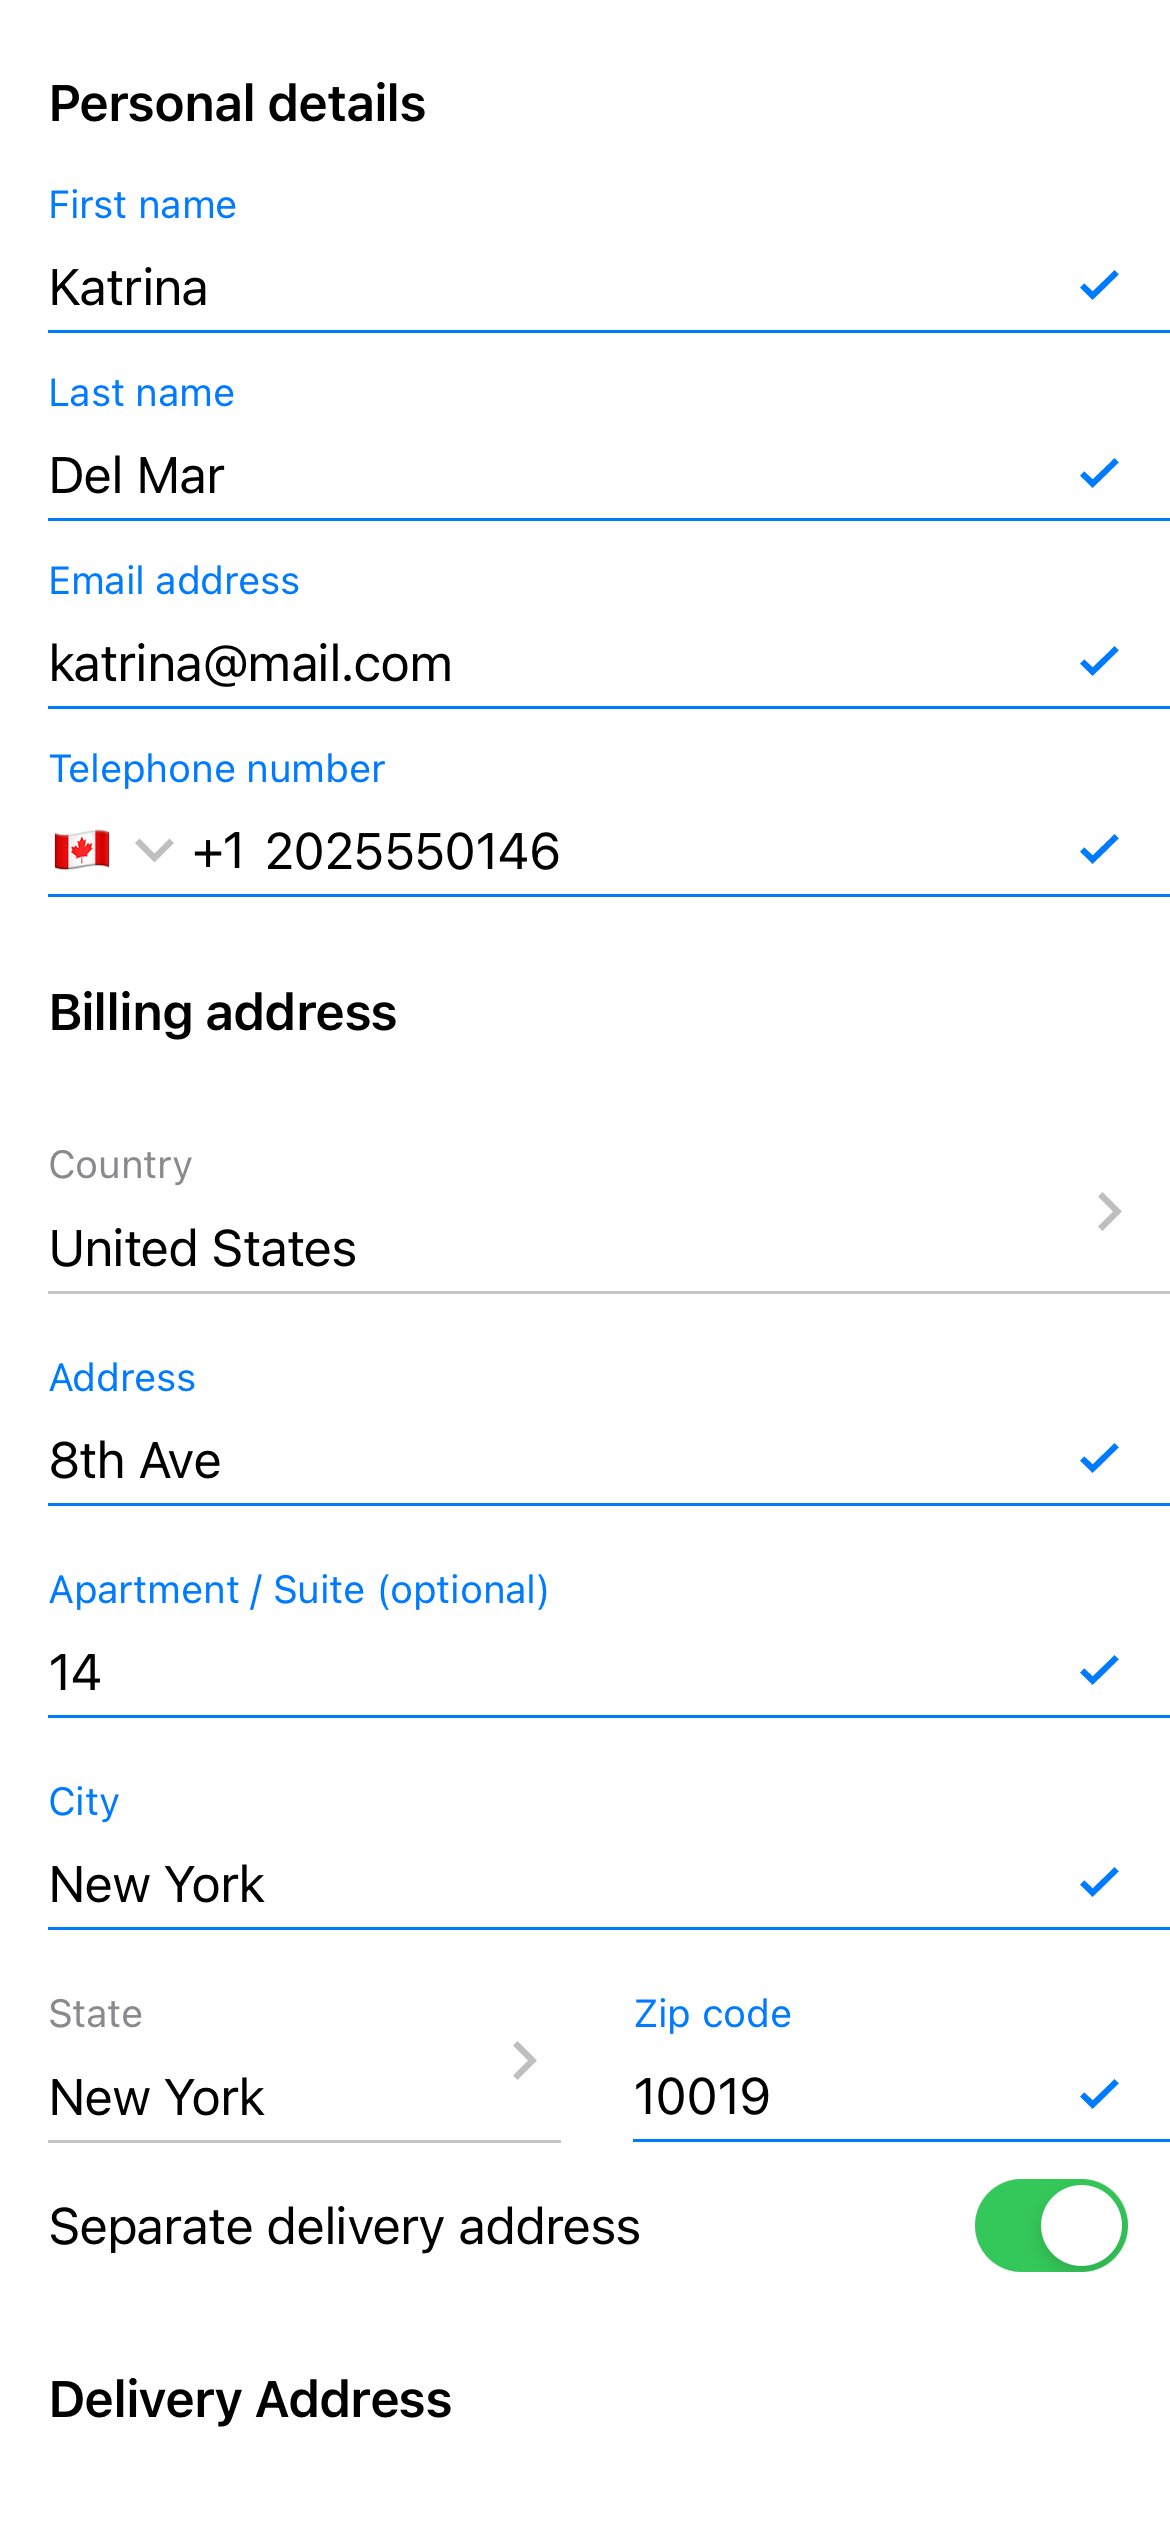 Personal details
First name
Katrina
Last name
Del Mar
Email address
katrina@mail.com
Telephone number
+1 2025550146
Billing address
Country
United States
Address
8th Ave
Apartment / Suite (optional)
14
City
New York
State
New York
Zip code
10019
Separate delivery address
Delivery Address